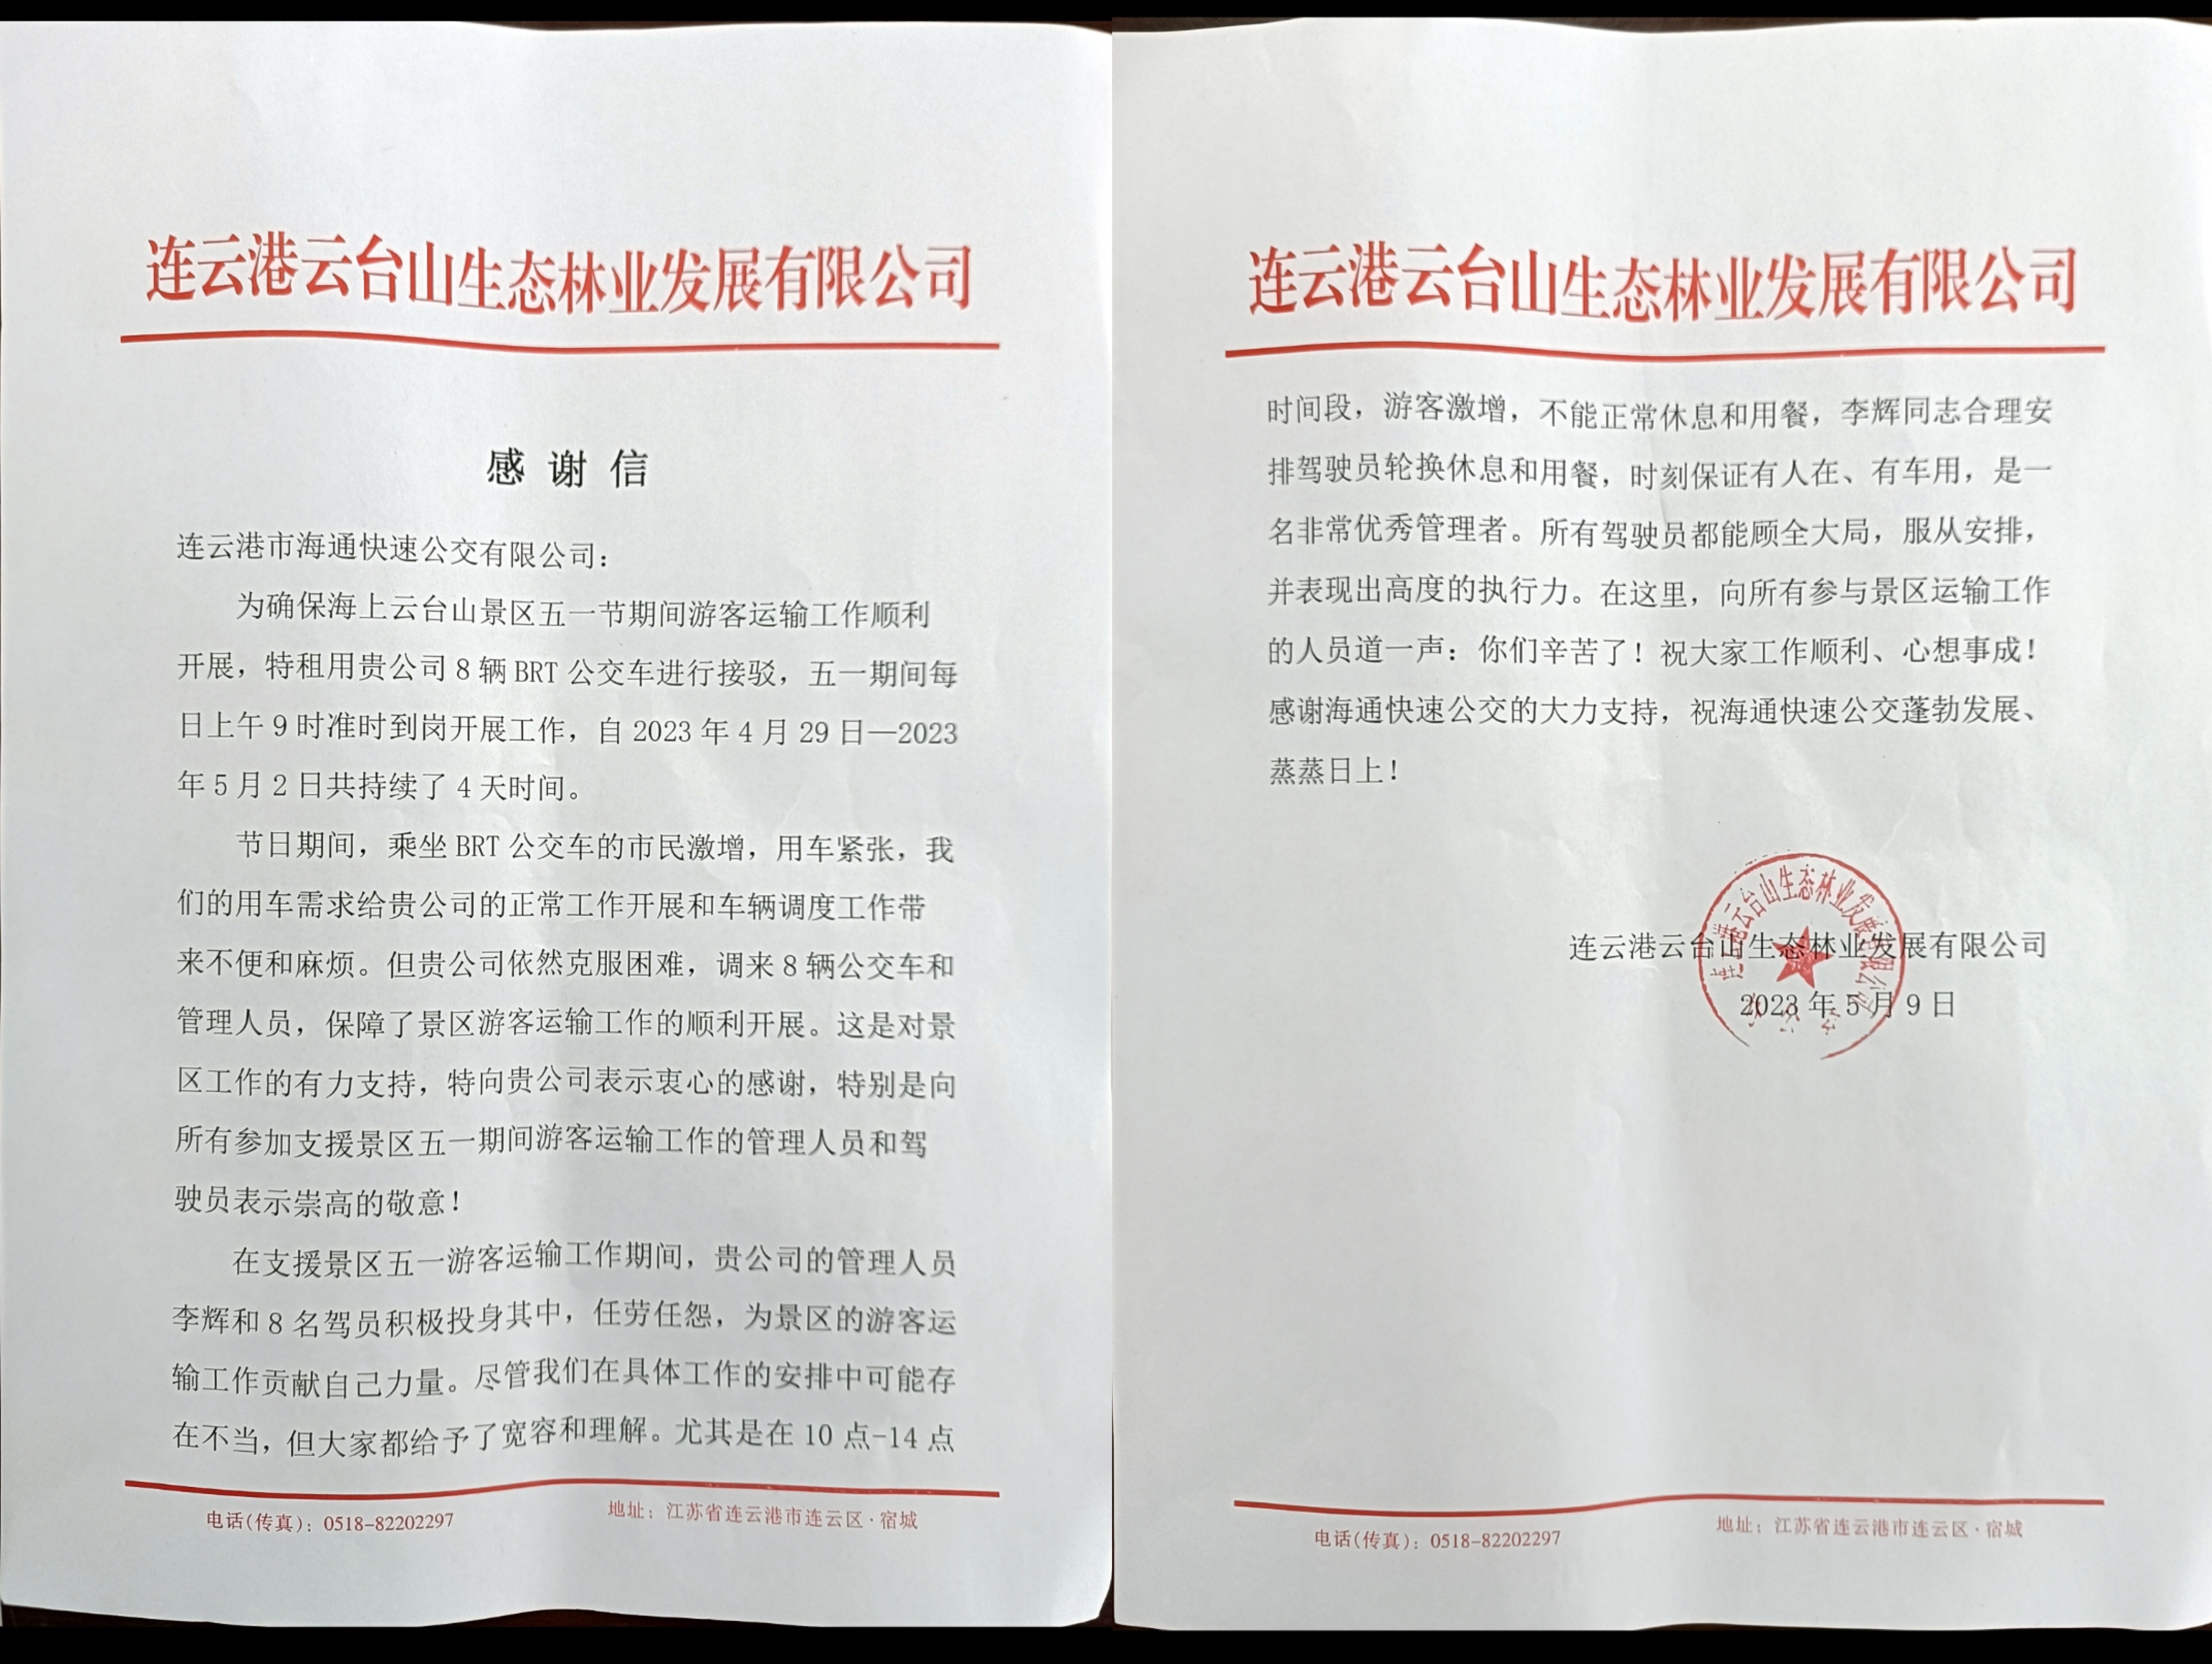 连云港云台山生态林业发展有限公司
感谢信
连云港市海通快速公交有限公司：
为确保海上云台山景区五一节期间游客运输工作顺利
开展，特租用贵公司8辆BRT公交车进行接驳，五一期间每
日上午9时准时到岗开展工作，自2023年4月29日—2023
年5月2日共持续了4天时间。
节日期间，乘坐BRT公交车的市民激增，用车紧张，我
们的用车需求给贵公司的正常工作开展和车辆调度工作带
来不便和麻烦。但贵公司依然克服困难，调来8辆公交车和
管理人员，保障了景区游客运输工作的顺利开展。这是对景
区工作的有力支持，特向贵公司表示衷心的感谢，特别是向
所有参加支援景区五一期间游客运输工作的管理人员和驾
驶员表示崇高的敬意！
在支援景区五一游客运输工作期间，贵公司的管理人员
李辉和8名驾员积极投身其中，任劳任怨，为景区的游客运
输工作贡献自己力量。尽管我们在具体工作的安排中可能存
在不当，但大家都给予了宽容和理解。尤其是在10点-14点
电话(传真)：0518-82202297
地址：江苏省连云港市连云区·宿城
连云港云台山生态林业发展有限公司
时间段，游客激增，不能正常休息和用餐，李辉同志合理安
排驾驶员轮换休息和用餐，时刻保证有人在、有车用，是一
名非常优秀管理者。所有驾驶员都能顾全大局，服从安排，
并表现出高度的执行力。在这里，向所有参与景区运输工作
的人员道一声：你们辛苦了！祝大家工作顺利、心想事成！
感谢海通快速公交的大力支持，祝海通快速公交蓬勃发展、
蒸蒸日上！
连云港云台山生态林业发展有限公司
连云港云台山生态林业发展有限公司
2023年5月9日
电话(传真)：0518-82202297
地址：江苏省连云港市连云区·宿城